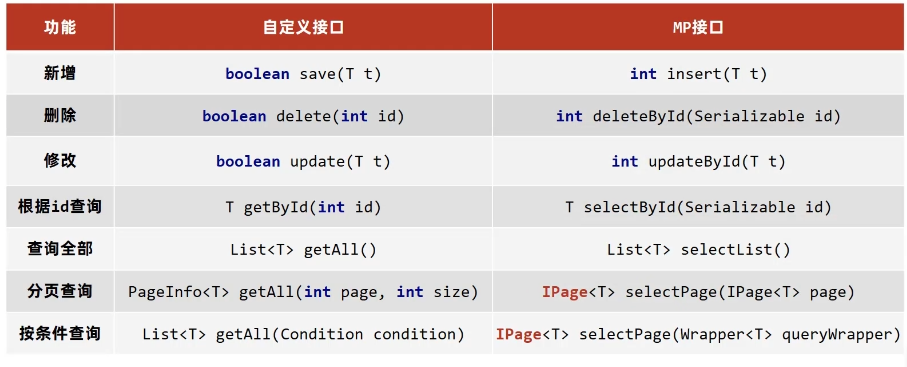 功能 自定义接口 MP接口
新增 boolean save(T t) int insert(T t)
删除 boolean delete(int id) int deleteById(Serializable id)
修改 boolean update(T t) int updateById(T t)
根据id查询 T getById(int id) T selectById(Serializable id)
查询全部 List<T> getAll() List<T> selectList()
分页查询 PageInfo<T> getAll(int page, int size) IPage<T> selectPage(IPage<T> page)
按条件查询 List<T> getAll(Condition condition) IPage<T> selectPage(Wrapper<T> queryWrapper)